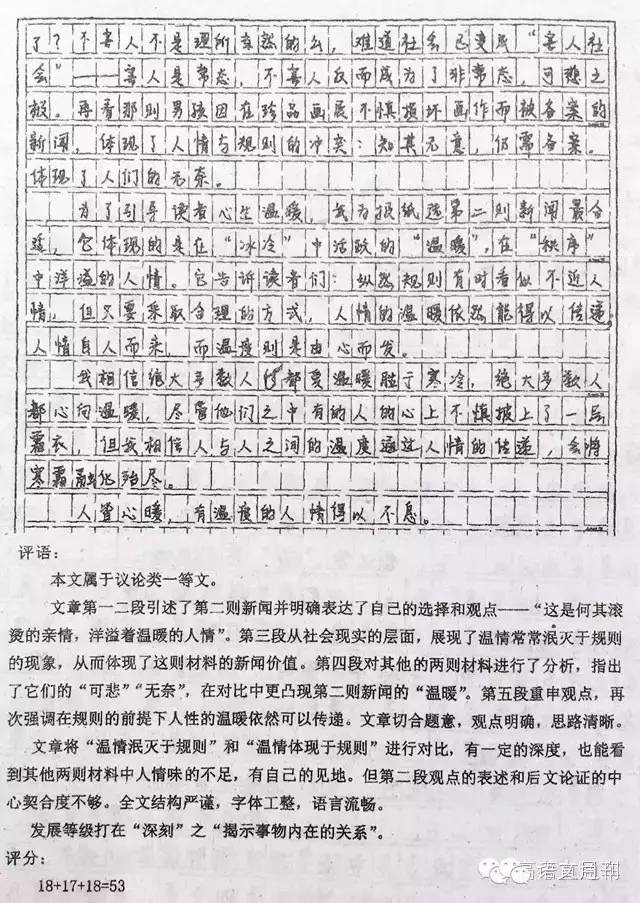 了？不害人不是理所当然的么，难道社会已变成“害人社
会”——害人是常态，不害人反而成为了非常态，可悲之
极。再看那则男孩因在珍品画展不慎损坏画作而被备案的
新闻，体现了人情与规则的冲突：知其无意，仍需备案。
体现了人们的无奈。
为了引导读者心生温暖，我为报纸选第二则新闻最合
适，它体现的是在“冰冷”中活跃的“温暖”，在“秩序”
中洋溢的人情。它告诉读者们：纵然规则有时看似不近人
情，但只要采取合理的方式，人情的温暖依然能得以传递，
人情自人而来，而温度则是由心而发。
我相信绝大多数人都爱温暖胜于寒冷，绝大多数人
都心向温暖，尽管他们之中有的人的心上不慎披上了一层
霜衣，但我相信人与人之间的温度通过人情的传递，会将
寒霜融化殆尽。
人皆心暖，有温度的人情得以不息。
评语：
本文属于议论类一等文。
文章第一二段引述了第二则新闻并明确表达了自己的选择和观点——“这是何其滚
烫的亲情，洋溢着温暖的人情”。第三段从社会现实的层面，展现了温情常常泯灭于规则
的现象，从而体现了这则材料的新闻价值。第四段对其他的两则材料进行了分析，指出
了它们的“可悲”“无奈”，在对比中更凸现第二则新闻的“温暖”。第五段重申观点，再
次强调在规则的前提下人性的温暖依然可以传递。文章切合题意，观点明确，思路清晰。
文章将“温情泯灭于规则”和“温情体现于规则”进行对比，有一定的深度，也能看
到其他两则材料中人情味的不足，有自己的见地。但第二段观点的表述和后文论证的中
心契合度不够。全文结构严谨，字体工整，语言流畅。
发展等级打在“深刻”之“揭示事物内在的关系”。
评分：
18+17+18=53
高语文月刊